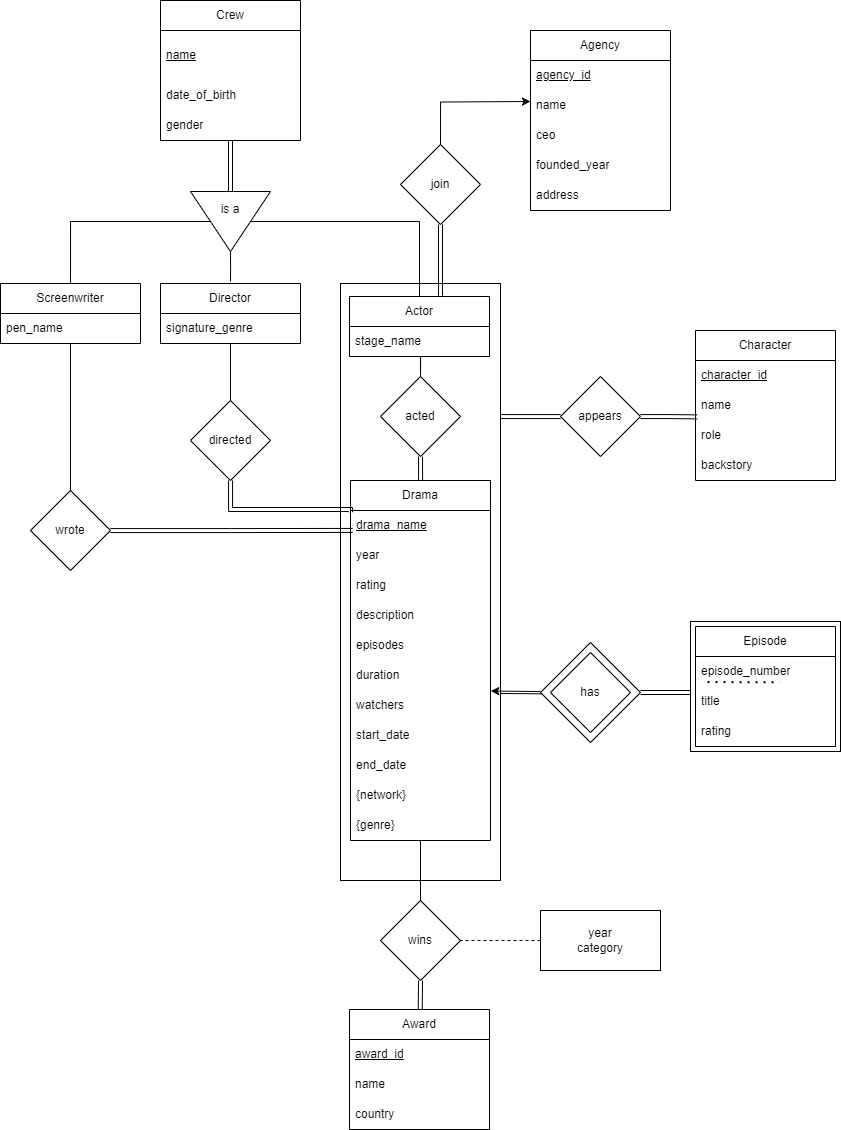 Crew
name
date_of_birth
gender
Agency
agency_id
name
ceo
founded_year
address
join
is a
Screenwriter
pen_name
Director
signature_genre
Actor
stage_name
Character
character_id
name
role
backstory
acted
appears
directed
wrote
Drama
drama_name
year
rating
description
episodes
duration
watchers
start_date
end_date
{network}
{genre}
has
Episode
episode_number
title
rating
wins
year
category
Award
award_id
name
country